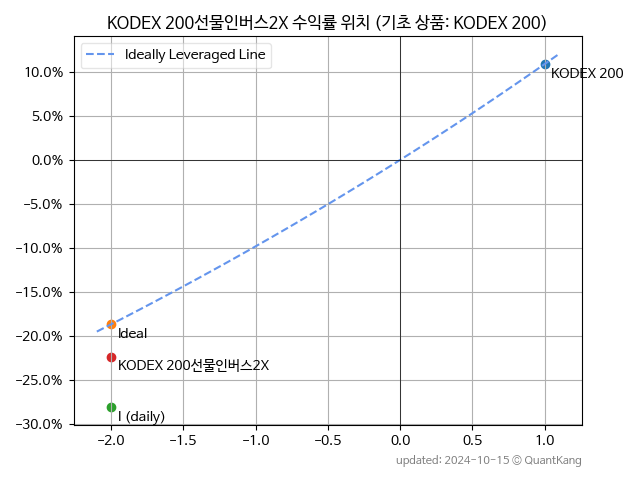 KODEX 200선물인버스2X 수익률 위치 (기초 상품: KODEX 200)
Ideally Leveraged Line
10.0%
5.0%
0.0%
−5.0%
−10.0%
−15.0%
−20.0%
−25.0%
−30.0%
KODEX 200
Ideal
KODEX 200선물인버스2X
I (daily)
−2.0 −1.5 −1.0 −0.5 0.0 0.5 1.0
updated: 2024-10-15 © QuantKang